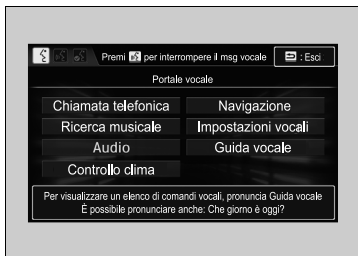 Premi per interrompere il msg vocale : Esci
Portale vocale
Chiamata telefonica Navigazione
Ricerca musicale Impostazioni vocali
Audio Guida vocale
Controllo clima
Per visualizzare un elenco di comandi vocali, pronuncia Guida vocale
È possibile pronunciare anche: Che giorno è oggi?